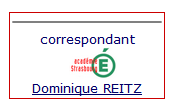 correspondant
académie
Strasbourg
Dominique REITZ